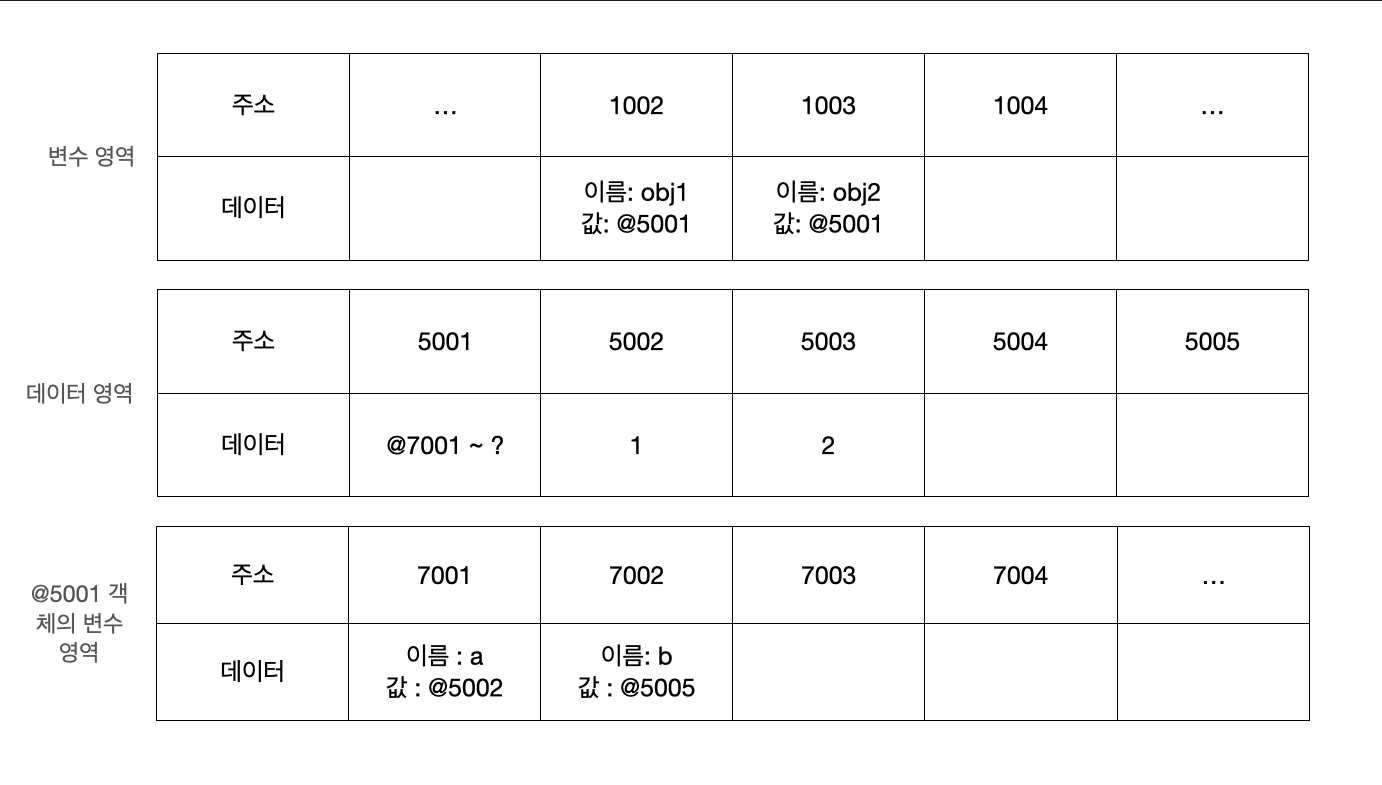 주소 ... 1002 1003 1004 ...
변수 영역
데이터 이름: obj1 이름: obj2
값: @5001 값: @5001
주소 5001 5002 5003 5004 5005
데이터 영역
데이터 @7001 ~ ? 1 2
@5001 객
체의 변수
영역
주소 7001 7002 7003 7004 ...
데이터 이름 : a 이름: b
값 : @5002 값 : @5005